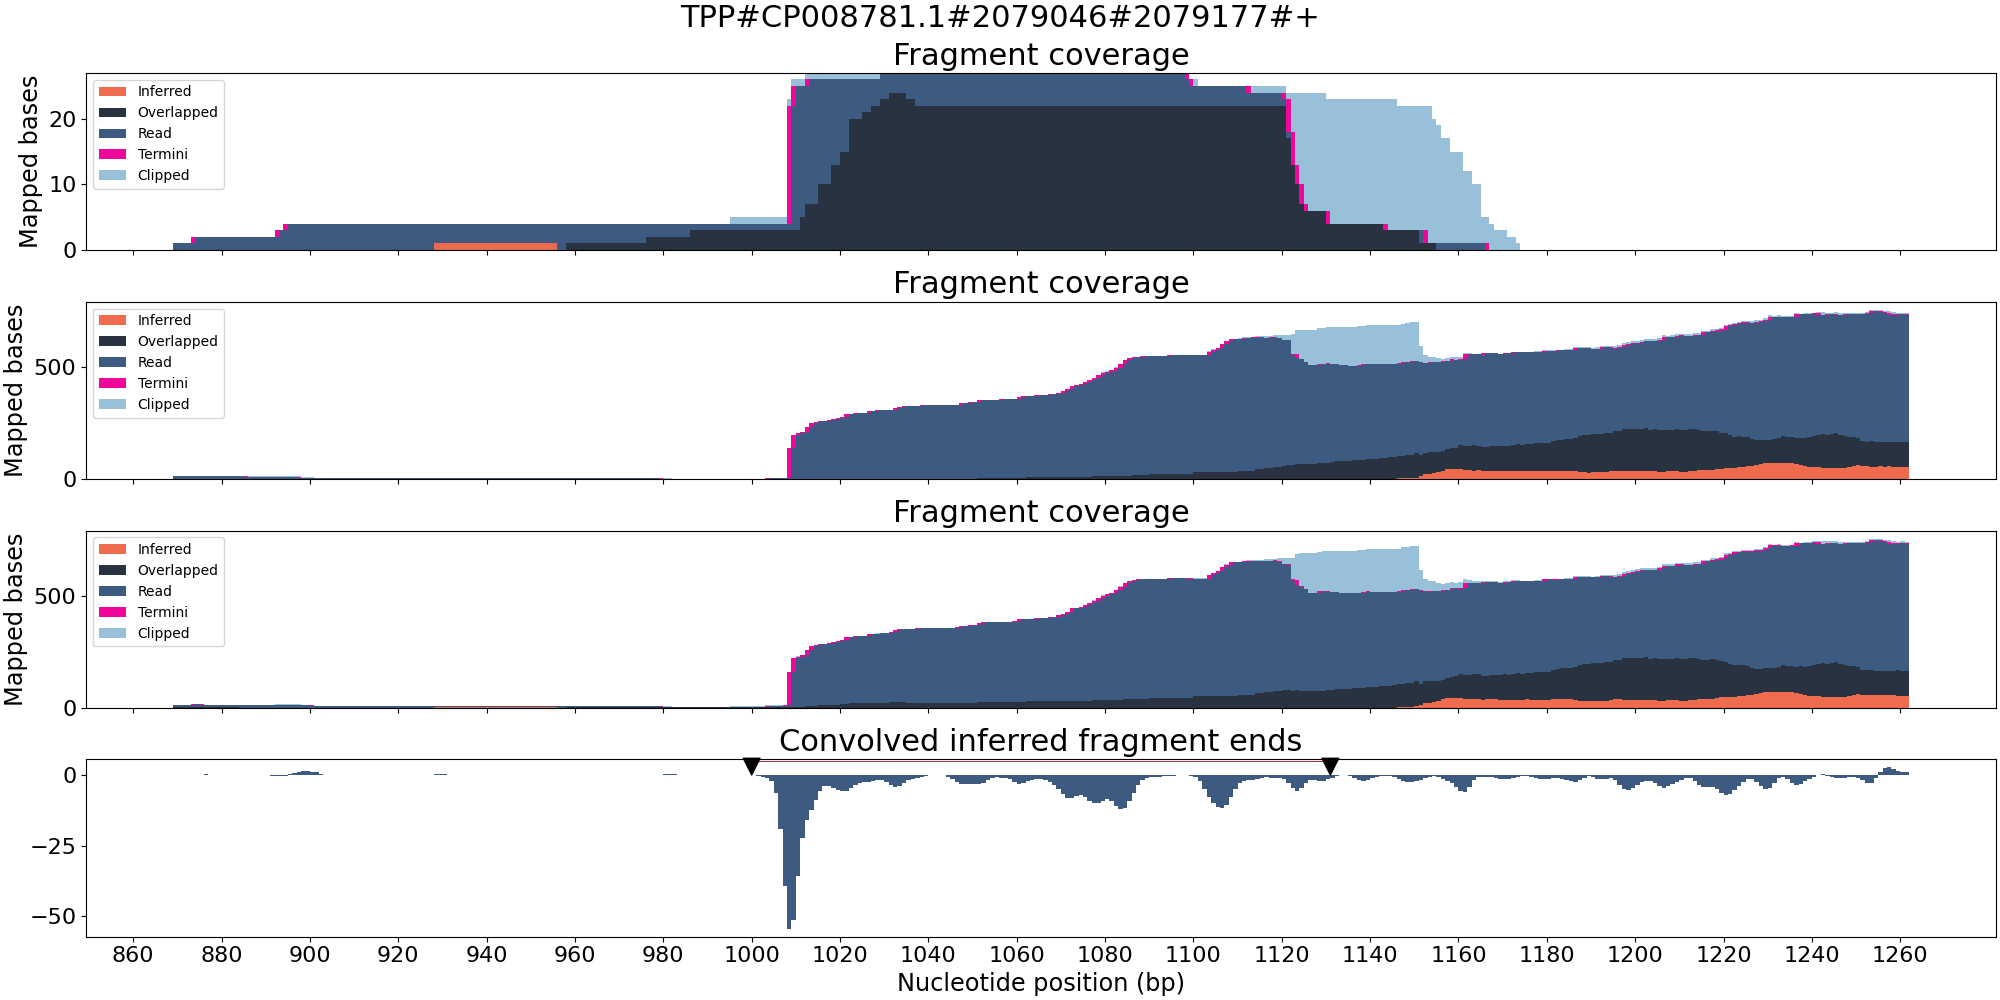 TPP#CP008781.1#2079046#2079177#+
Fragment coverage
Mapped bases
20
10
0
Inferred
Overlapped
Read
Termini
Clipped
Fragment coverage
Mapped bases
500
0
Inferred
Overlapped
Read
Termini
Clipped
Fragment coverage
Mapped bases
500
0
Inferred
Overlapped
Read
Termini
Clipped
Convolved inferred fragment ends
0
−25
−50
860 880 900 920 940 960 980 1000 1020 1040 1060 1080 1100 1120 1140 1160 1180 1200 1220 1240 1260
Nucleotide position (bp)